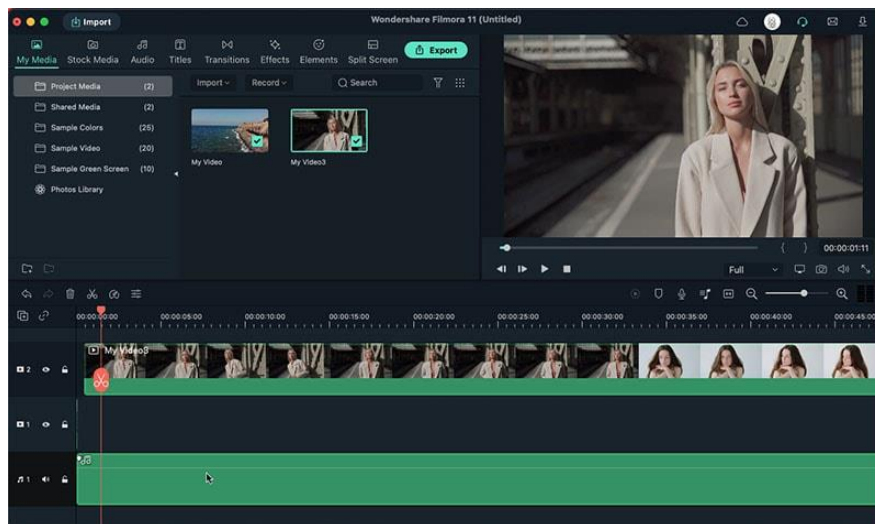 Import
Wondershare Filmora 11 (Untitled)
My Media
Stock Media
Audio
Titles
Transitions
Effects
Elements
Split Screen
Export
Project Media (2)
Shared Media (2)
Sample Colors (25)
Sample Video (20)
Sample Green Screen (10)
Photos Library
Import
Record
Search
My Video
My Video3
00:00:01:11
Full
00:00:00:00 00:00:05:00 00:00:10:00 00:00:15:00 00:00:20:00 00:00:25:00 00:00:30:00 00:00:35:00 00:00:40:00 00:00:45:00
My Video3
2
1
1